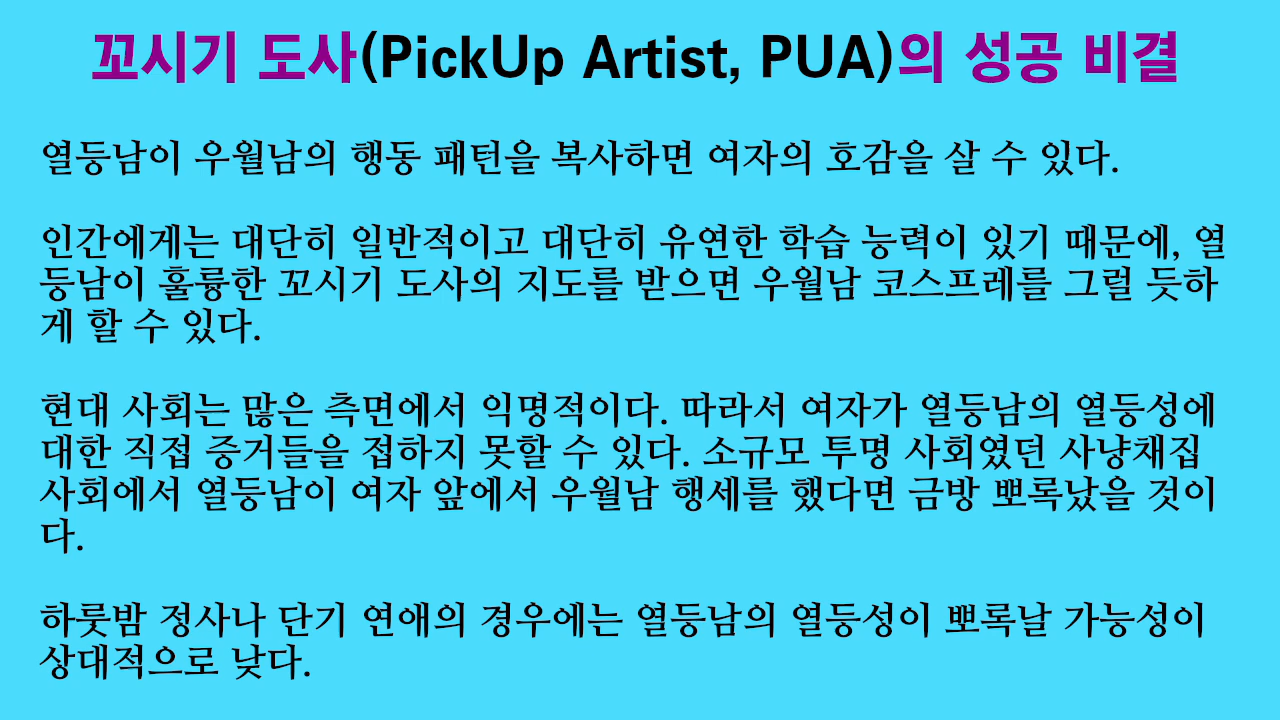 꼬시기 도사(PickUp Artist, PUA)의 성공 비결
열등남이 우월남의 행동 패턴을 복사하면 여자의 호감을 살 수 있다.
인간에게는 대단히 일반적이고 대단히 유연한 학습 능력이 있기 때문에, 열
등남이 훌륭한 꼬시기 도사의 지도를 받으면 우월남 코스프레를 그럴 듯하
게 할 수 있다.
현대 사회는 많은 측면에서 익명적이다. 따라서 여자가 열등남의 열등성에
대한 직접 증거들을 접하지 못할 수 있다. 소규모 투명 사회였던 사냥채집
사회에서 열등남이 여자 앞에서 우월남 행세를 했다면 금방 뽀록났을 것이
다.
하룻밤 정사나 단기 연애의 경우에는 열등남의 열등성이 뽀록날 가능성이
상대적으로 낮다.